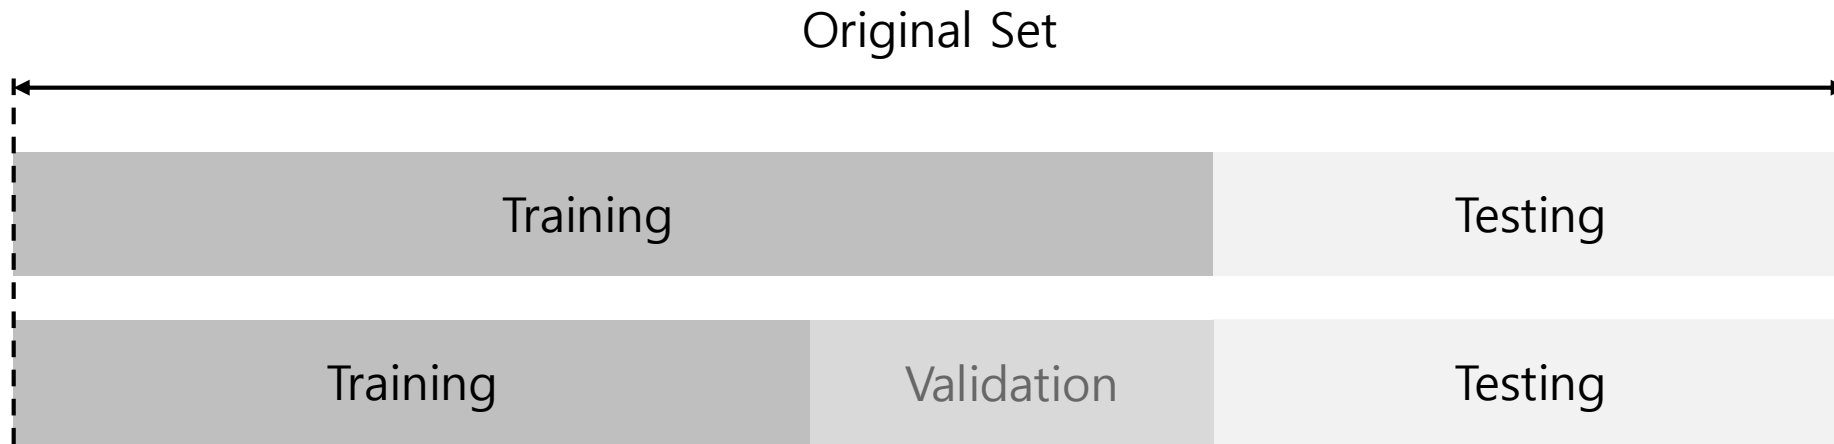 Original Set
Training
Testing
Training
Validation
Testing